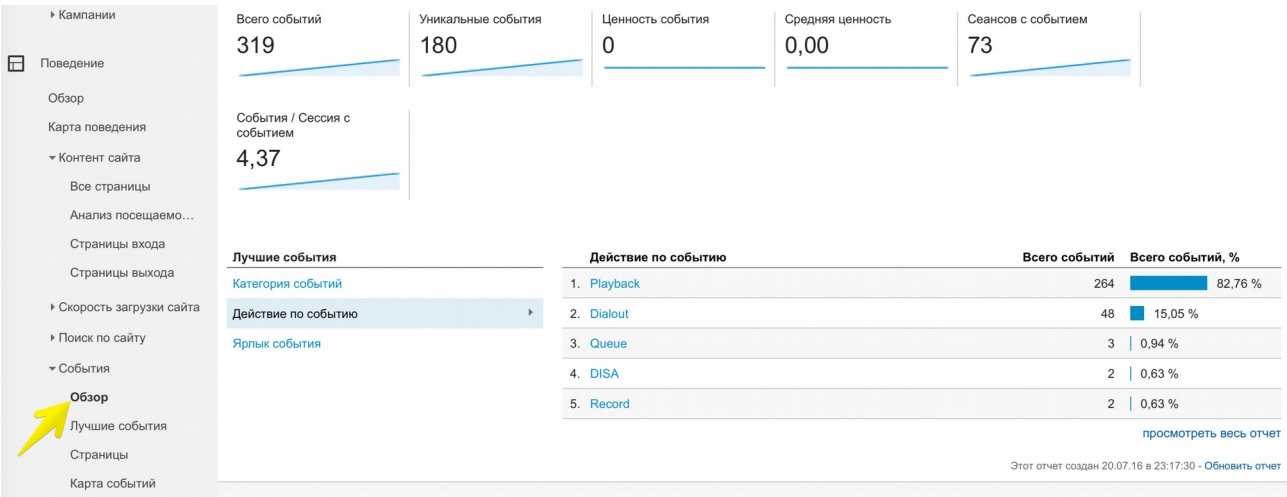 Кампании
Поведение
Обзор
Карта поведения
Контент сайта
Все страницы
Анализ посещаемо...
Страницы входа
Страницы выхода
Скорость загрузки сайта
Поиск по сайту
События
Обзор
Лучшие события
Страницы
Карта событий
Всего событий
319
Уникальные события
180
Ценность события
0
Средняя ценность
0,00
Сеансов с событием
73
События / Сессия с
событием
4,37
Лучшие события
Категория событий
Действие по событию
Ярлык события
Действие по событию Всего событий Всего событий, %
1. Playback 264 82,76 %
2. Dialout 48 15,05 %
3. Queue 3 0,94 %
4. DISA 2 0,63 %
5. Record 2 0,63 %
просмотреть весь отчет
Этот отчет создан 20.07.16 в 23:17:30 - Обновить отчет